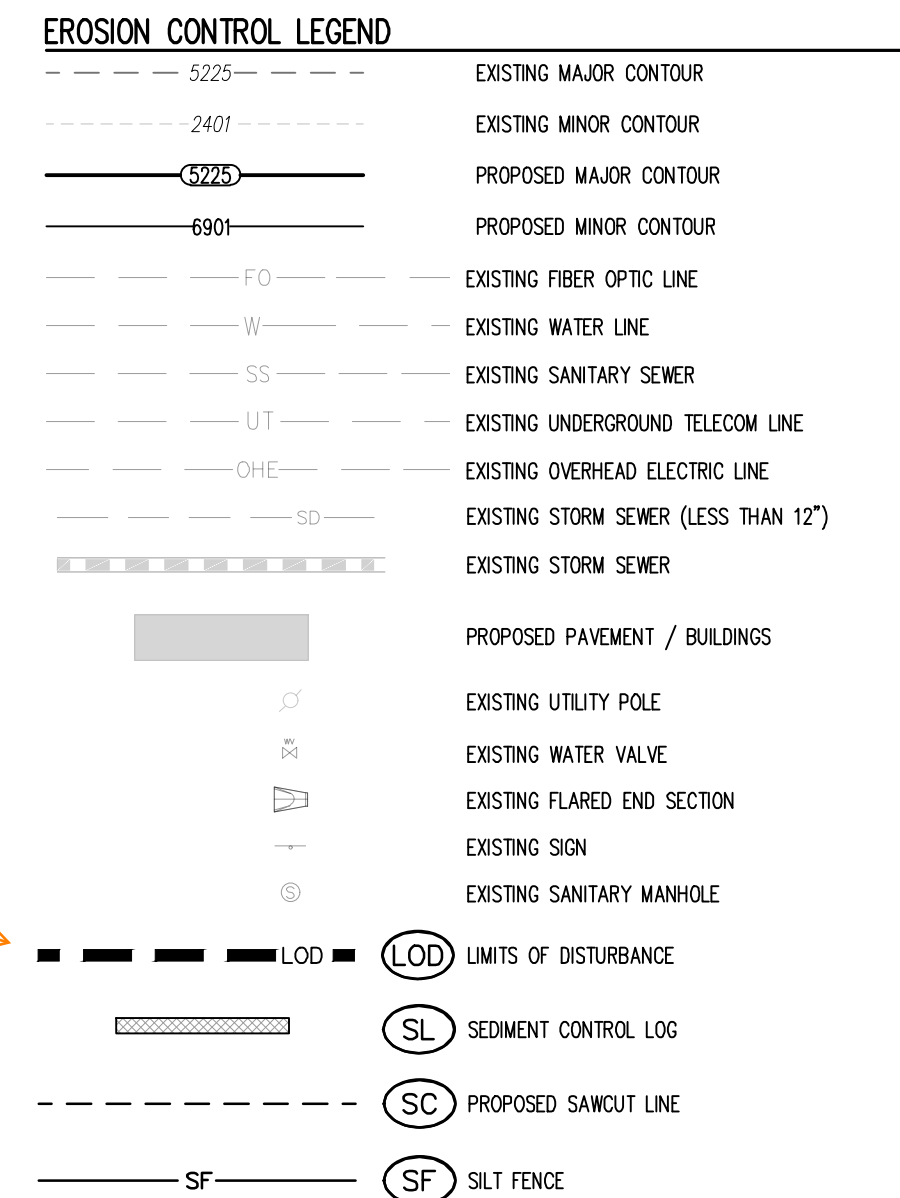 EROSION CONTROL LEGEND
5225 EXISTING MAJOR CONTOUR
2401 EXISTING MINOR CONTOUR
5225 PROPOSED MAJOR CONTOUR
6901 PROPOSED MINOR CONTOUR
FO EXISTING FIBER OPTIC LINE
W EXISTING WATER LINE
SS EXISTING SANITARY SEWER
UT EXISTING UNDERGROUND TELECOM LINE
OHE EXISTING OVERHEAD ELECTRIC LINE
SD EXISTING STORM SEWER (LESS THAN 12")
EXISTING STORM SEWER
PROPOSED PAVEMENT / BUILDINGS
EXISTING UTILITY POLE
WV EXISTING WATER VALVE
EXISTING FLARED END SECTION
EXISTING SIGN
S EXISTING SANITARY MANHOLE
LOD LOD LIMITS OF DISTURBANCE
SL SEDIMENT CONTROL LOG
SC PROPOSED SAWCUT LINE
SF SF SILT FENCE